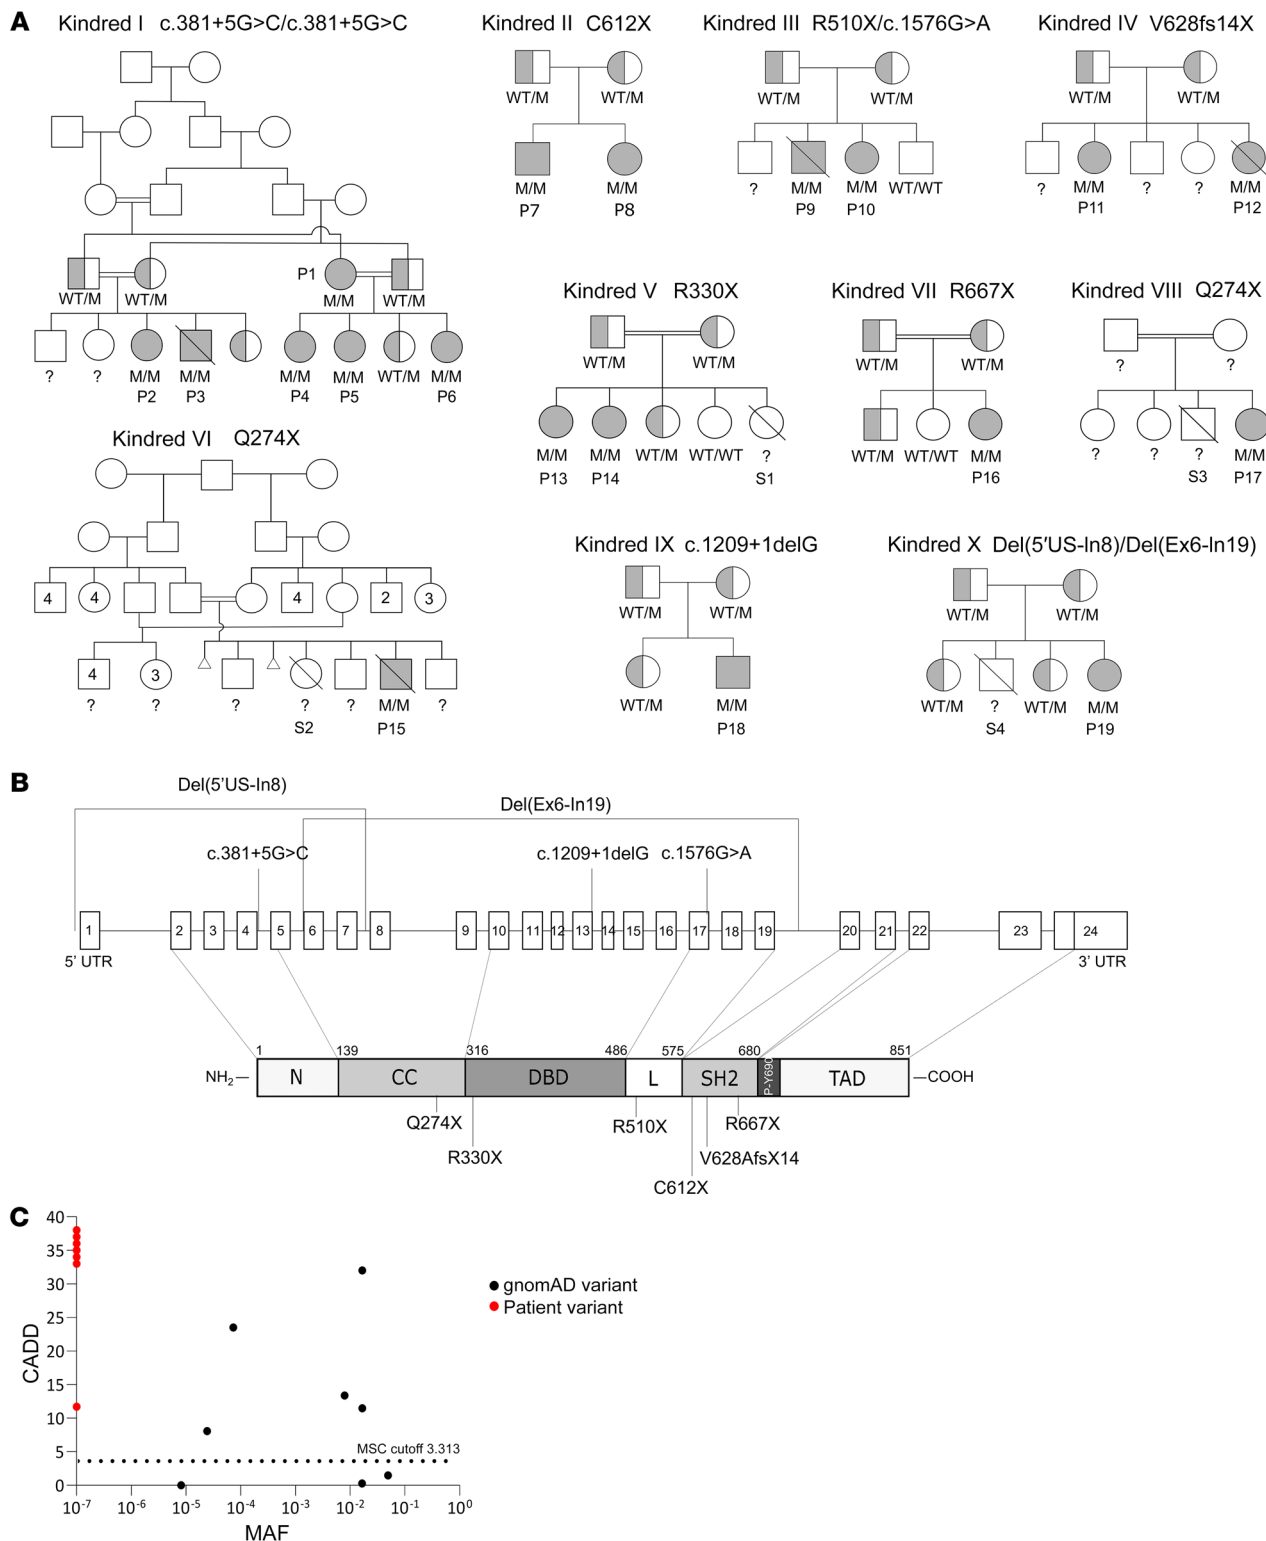 A
Kindred I c.381+5G>C/c.381+5G>C
Kindred II C612X
Kindred III R510X/c.1576G>A
Kindred IV V628fs14X
WT/M WT/M
WT/M WT/M
WT/M WT/M
M/M M/M
P7 P8
? M/M M/M WT/WT
P9 P10
? M/M ? ? M/M
P11 P12
P1
WT/M WT/M M/M WT/M
? ? M/M M/M M/M M/M WT/M M/M
P2 P3 P4 P5 P6
Kindred V R330X
Kindred VII R667X
Kindred VIII Q274X
WT/M WT/M
WT/M WT/M
? ?
M/M M/M WT/M WT/WT ?
P13 P14 S1
WT/M WT/WT M/M
P16
? ? ? M/M
S3 P17
Kindred VI Q274X
4 4 4 2 3
4 3
? ? ? ? ? M/M ?
S2 P15
Kindred IX c.1209+1delG
Kindred X Del(5'US-In8)/Del(Ex6-In19)
WT/M WT/M
WT/M WT/M
WT/M M/M
P18
WT/M ? WT/M M/M
S4 P19
B
Del(5'US-In8)
Del(Ex6-In19)
c.381+5G>C
c.1209+1delG c.1576G>A
1 2 3 4 5 6 7 8 9 10 11 12 13 14 15 16 17 18 19 20 21 22 23 24
5' UTR 3' UTR
1 139 316 486 575 680 851
NH2 N CC DBD L SH2 P-Y690 TAD COOH
Q274X R510X R667X
R330X V628AfsX14
C612X
C
CADD
40
35
30
25
20
15
10
5
0
gnomAD variant
Patient variant
MSC cutoff 3.313
10-7 10-6 10-5 10-4 10-3 10-2 10-1 100
MAF